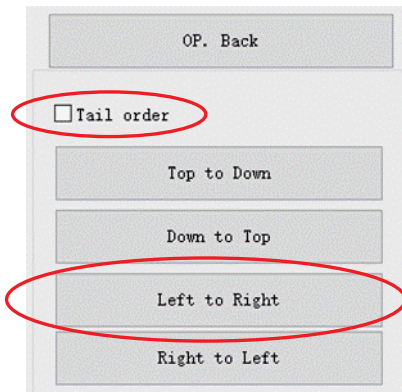 OP. Back
Tail order
Top to Down
Down to Top
Left to Right
Right to Left